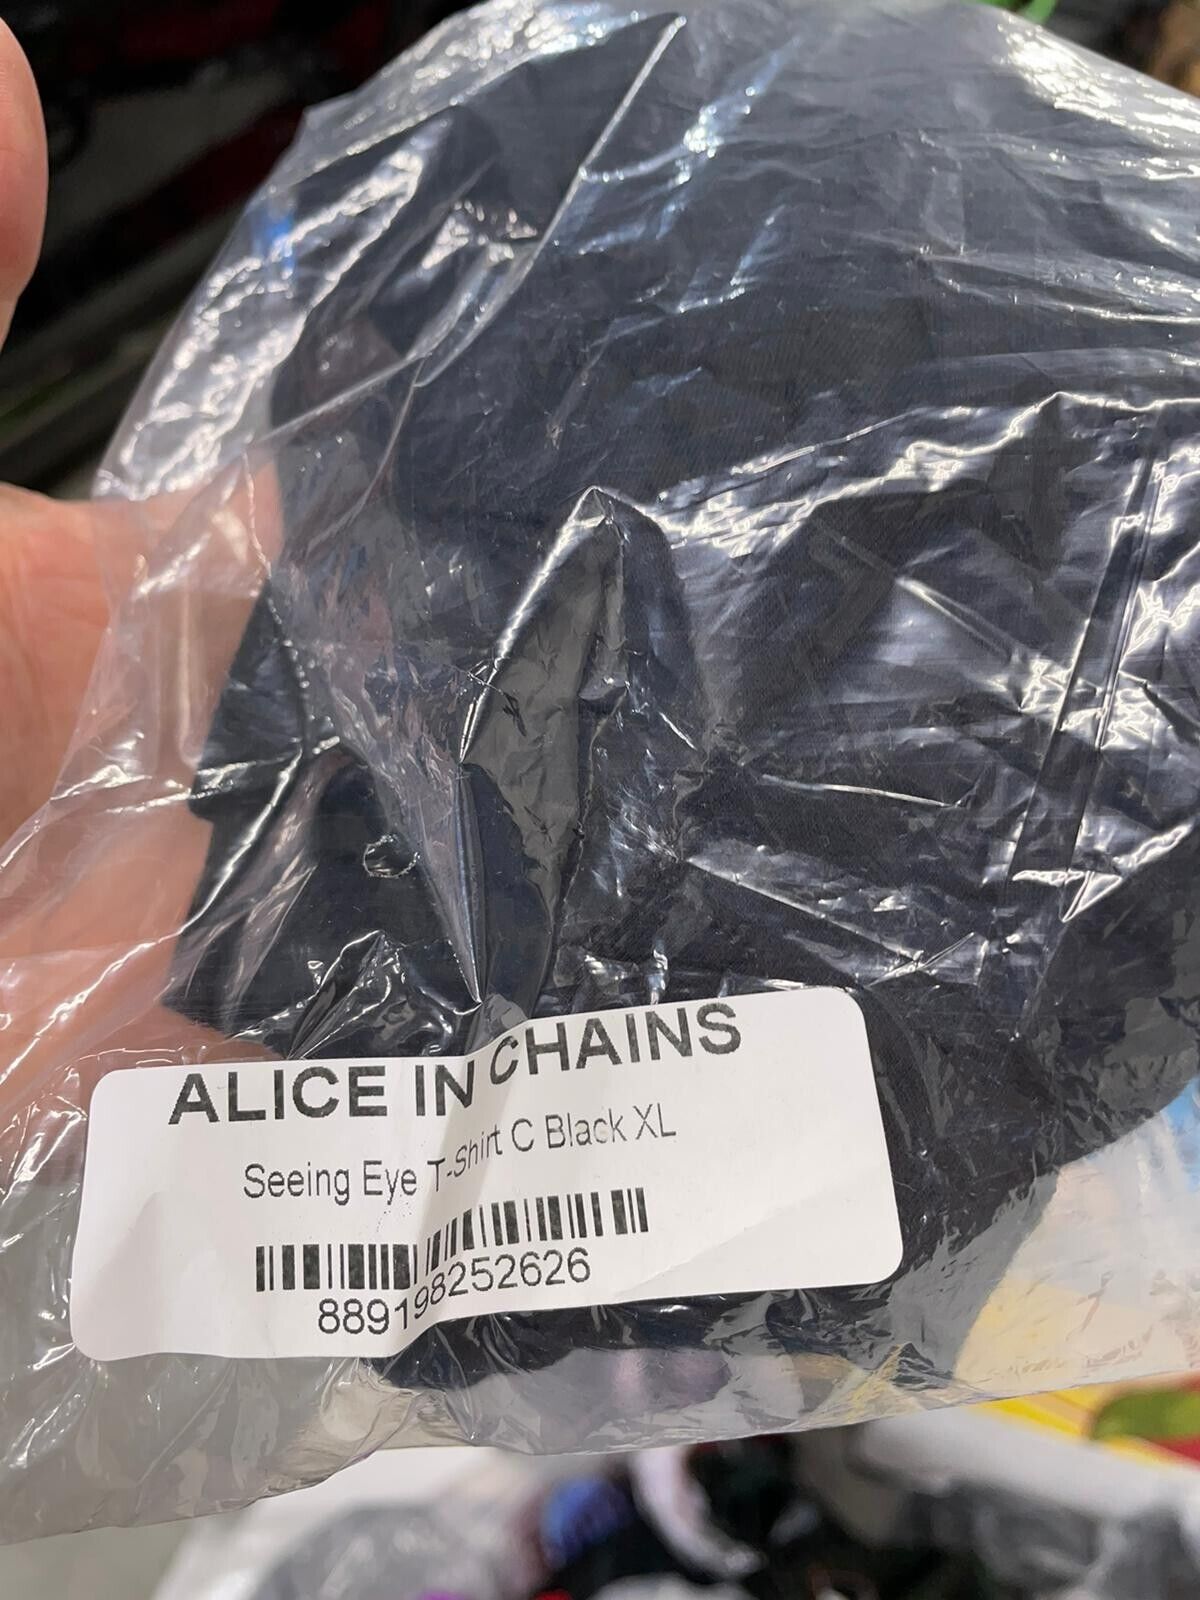 ALICE IN CHAINS
Seeing Eye T-Shirt C Black XL
889198252626